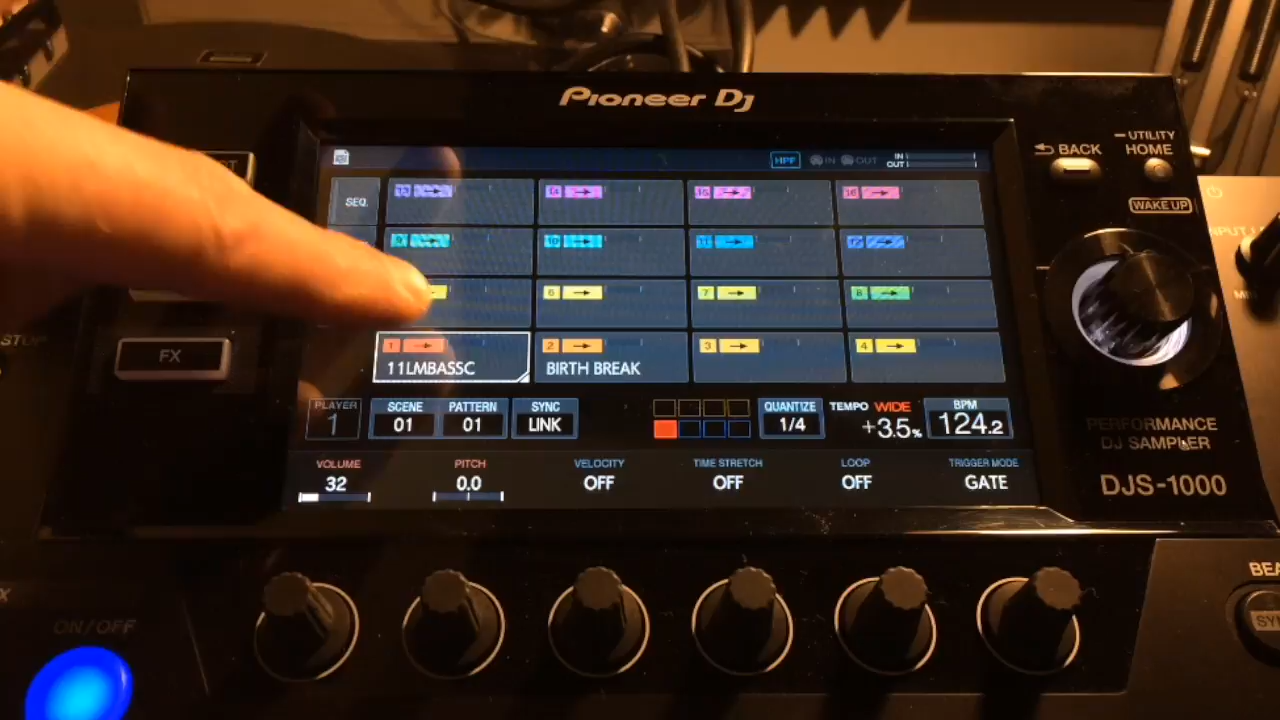 Pioneer Dj
BACK
UTILITY
HOME
WAKE UP
HPF IN OUT
IN
OUT
SEQ.
13 14 15 16
9 10 11 12
6 7 8
1 2 3 4
11LMBASSC
BIRTH BREAK
FX
PLAYER
1
SCENE
01
PATTERN
01
SYNC
LINK
QUANTIZE
1/4
TEMPO WIDE
+3.5%
BPM
124.2
VOLUME
32
PITCH
0.0
VELOCITY
OFF
TIME STRETCH
OFF
LOOP
OFF
TRIGGER MODE
GATE
PERFORMANCE
DJ SAMPLER
DJS-1000
ON/OFF